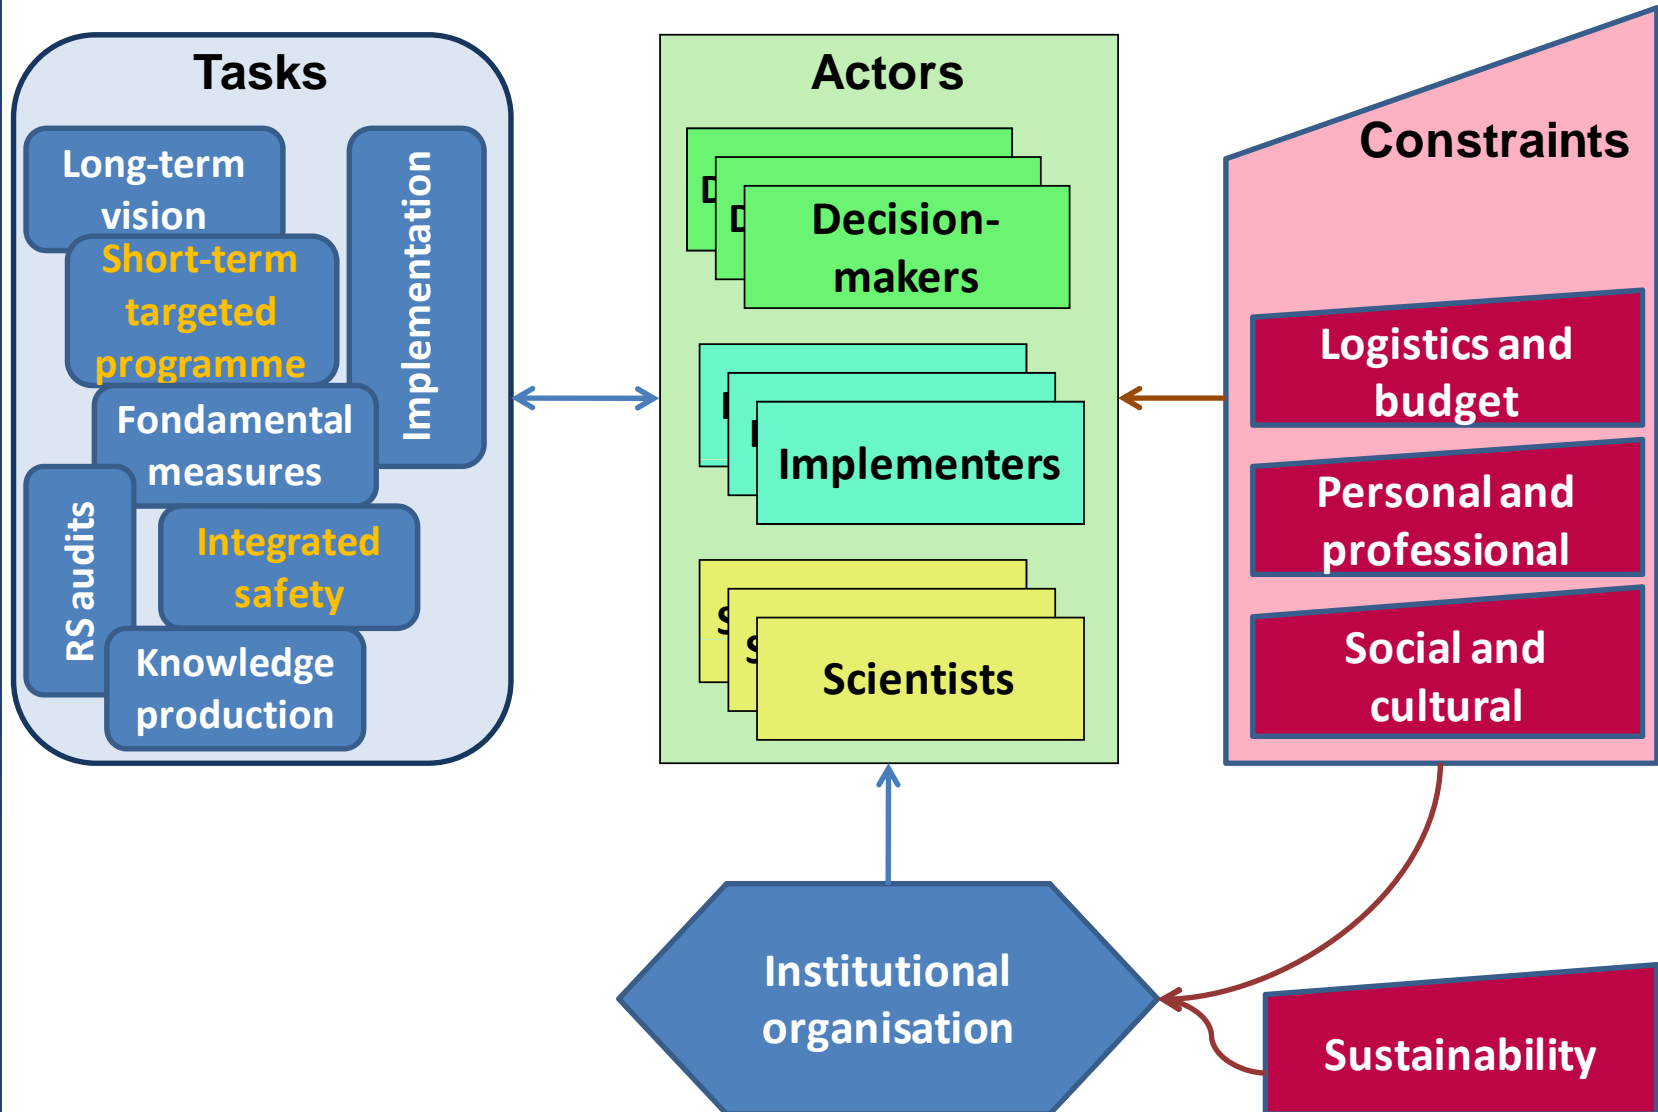 Tasks
Long-term
vision
Short-term
targeted
programme
Implementation
Fondamental
measures
RS audits
Integrated
safety
Knowledge
production
Actors
Decision-
makers
Implementers
Scientists
Constraints
Logistics and
budget
Personal and
professional
Social and
cultural
Institutional
organisation
Sustainability